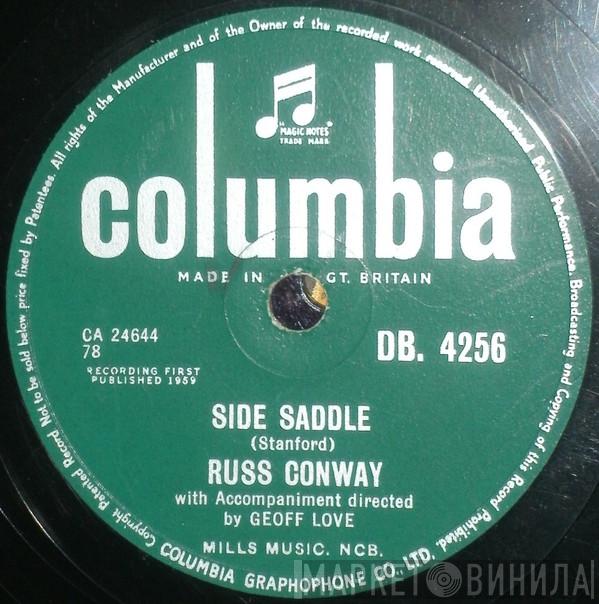 All rights of the Manufacturer and of the Owner of the recorded work reserved. Unauthorised Public Performance. Broadcasting and Copying of this Record Prohibited.
"MAGIC NOTES"
TRADE MARK
columbia
MADE IN GT. BRITAIN
CA 24644
78
DB. 4256
RECORDING FIRST
PUBLISHED 1959
SIDE SADDLE
(Stanford)
RUSS CONWAY
with Accompaniment directed
by GEOFF LOVE
MILLS MUSIC. NCB.
COLUMBIA GRAPHOPHONE CO., LTD.
Copyright Patented Record Not to be sold below price fixed by Patentees.
МАРКЕТ ВИНИЛА